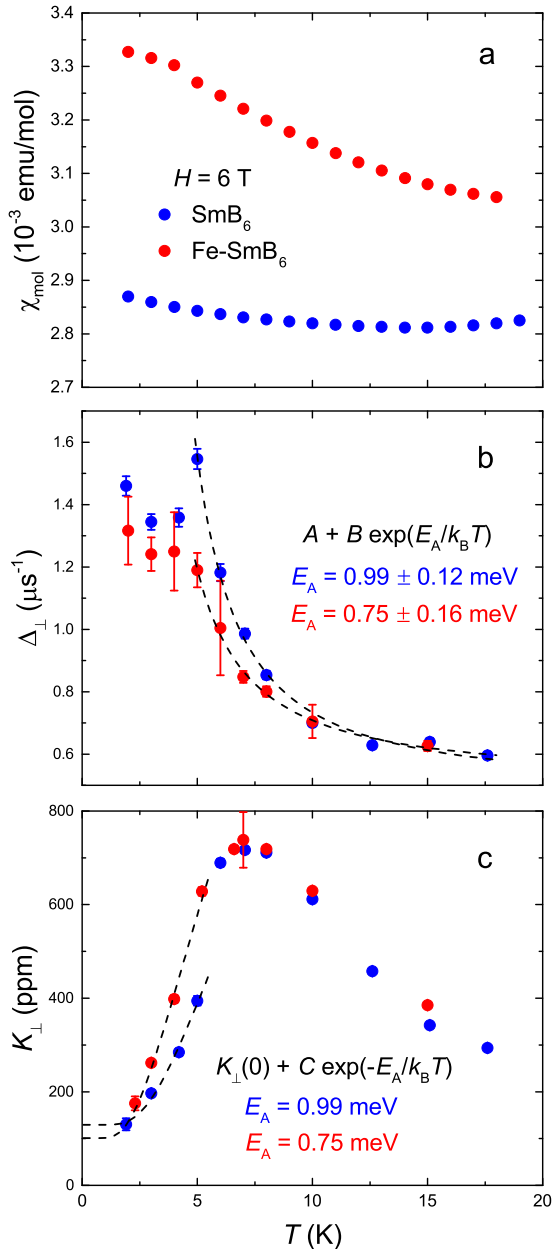 a
3.3
3.2
3.1
3.0
2.9
2.8
2.7
χmol (10-3 emu/mol)
H = 6 T
SmB6
Fe-SmB6
b
1.6
1.4
1.2
1.0
0.8
0.6
Δ⊥ (μs-1)
A + B exp(EA/kBT)
EA = 0.99 ± 0.12 meV
EA = 0.75 ± 0.16 meV
c
800
600
400
200
0
K⊥ (ppm)
K⊥(0) + C exp(-EA/kBT)
EA = 0.99 meV
EA = 0.75 meV
0 5 10 15 20
T (K)